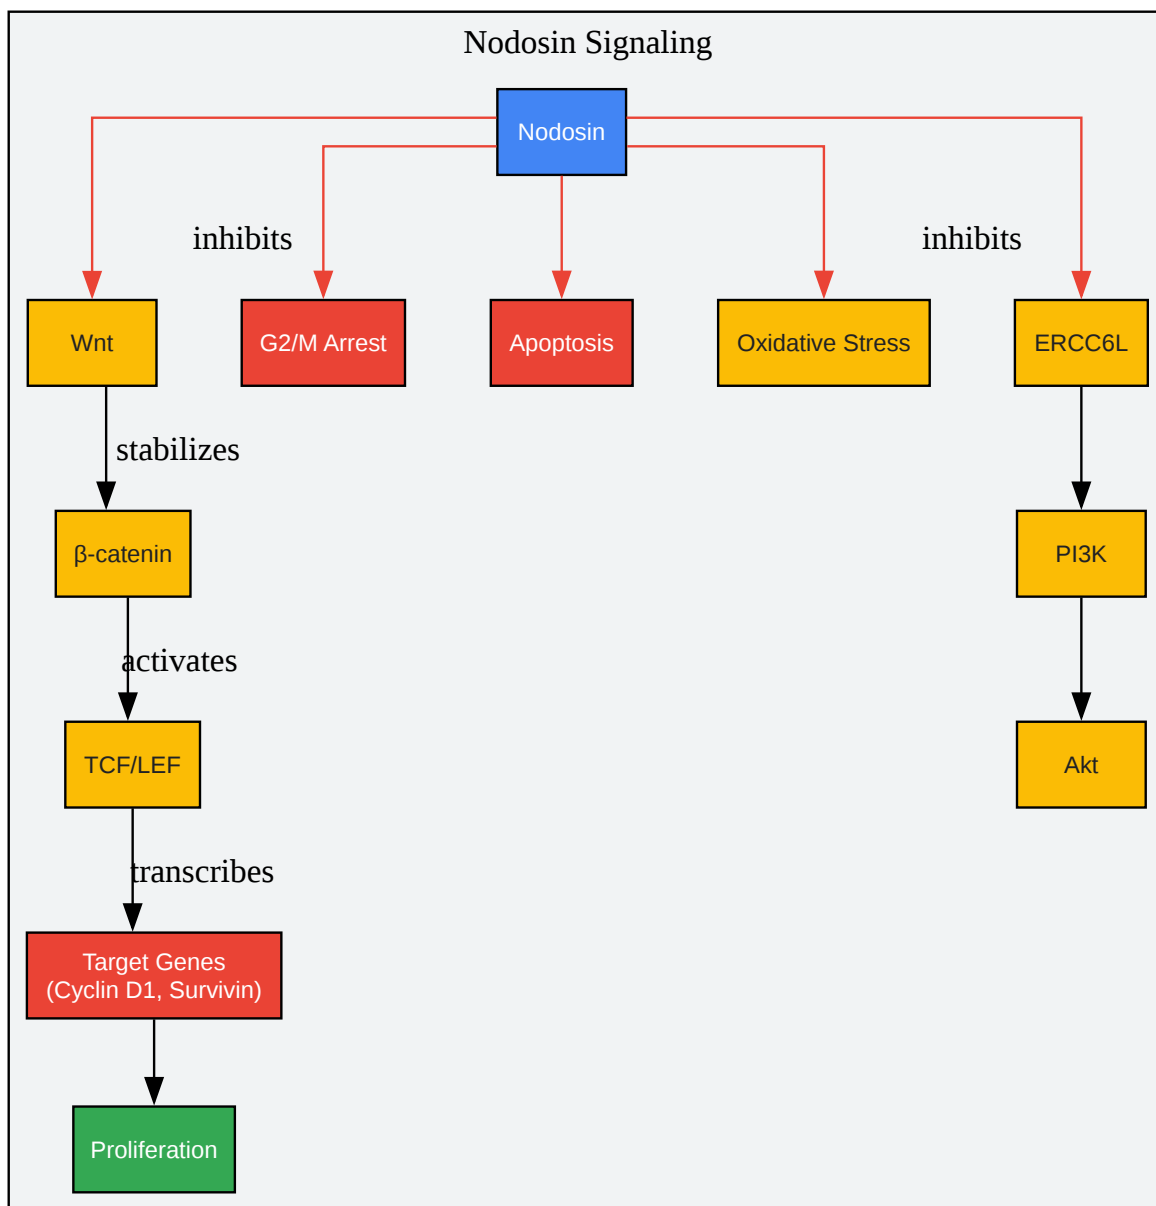 Nodosin Signaling
Nodosin
inhibits
inhibits
Wnt
G2/M Arrest
Apoptosis
Oxidative Stress
ERCC6L
stabilizes
β-catenin
PI3K
activates
TCF/LEF
Akt
transcribes
Target Genes
(Cyclin D1, Survivin)
Proliferation